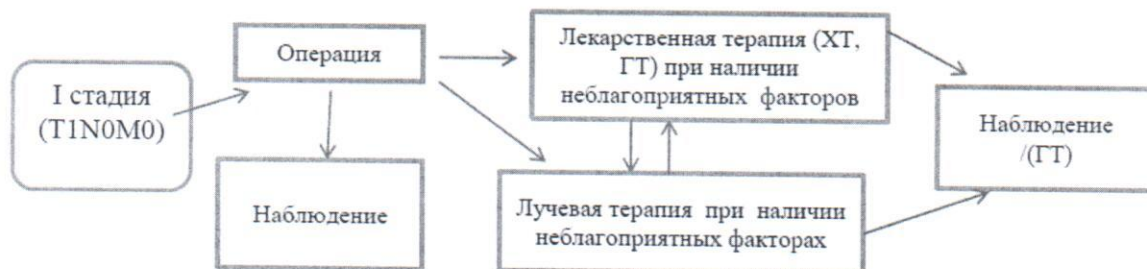 I стадия
(T1N0M0)
Операция
Наблюдение
Лекарственная терапия (ХТ,
ГТ) при наличии
неблагоприятных факторов
Лучевая терапия при наличии
неблагоприятных факторах
Наблюдение
/(ГТ)